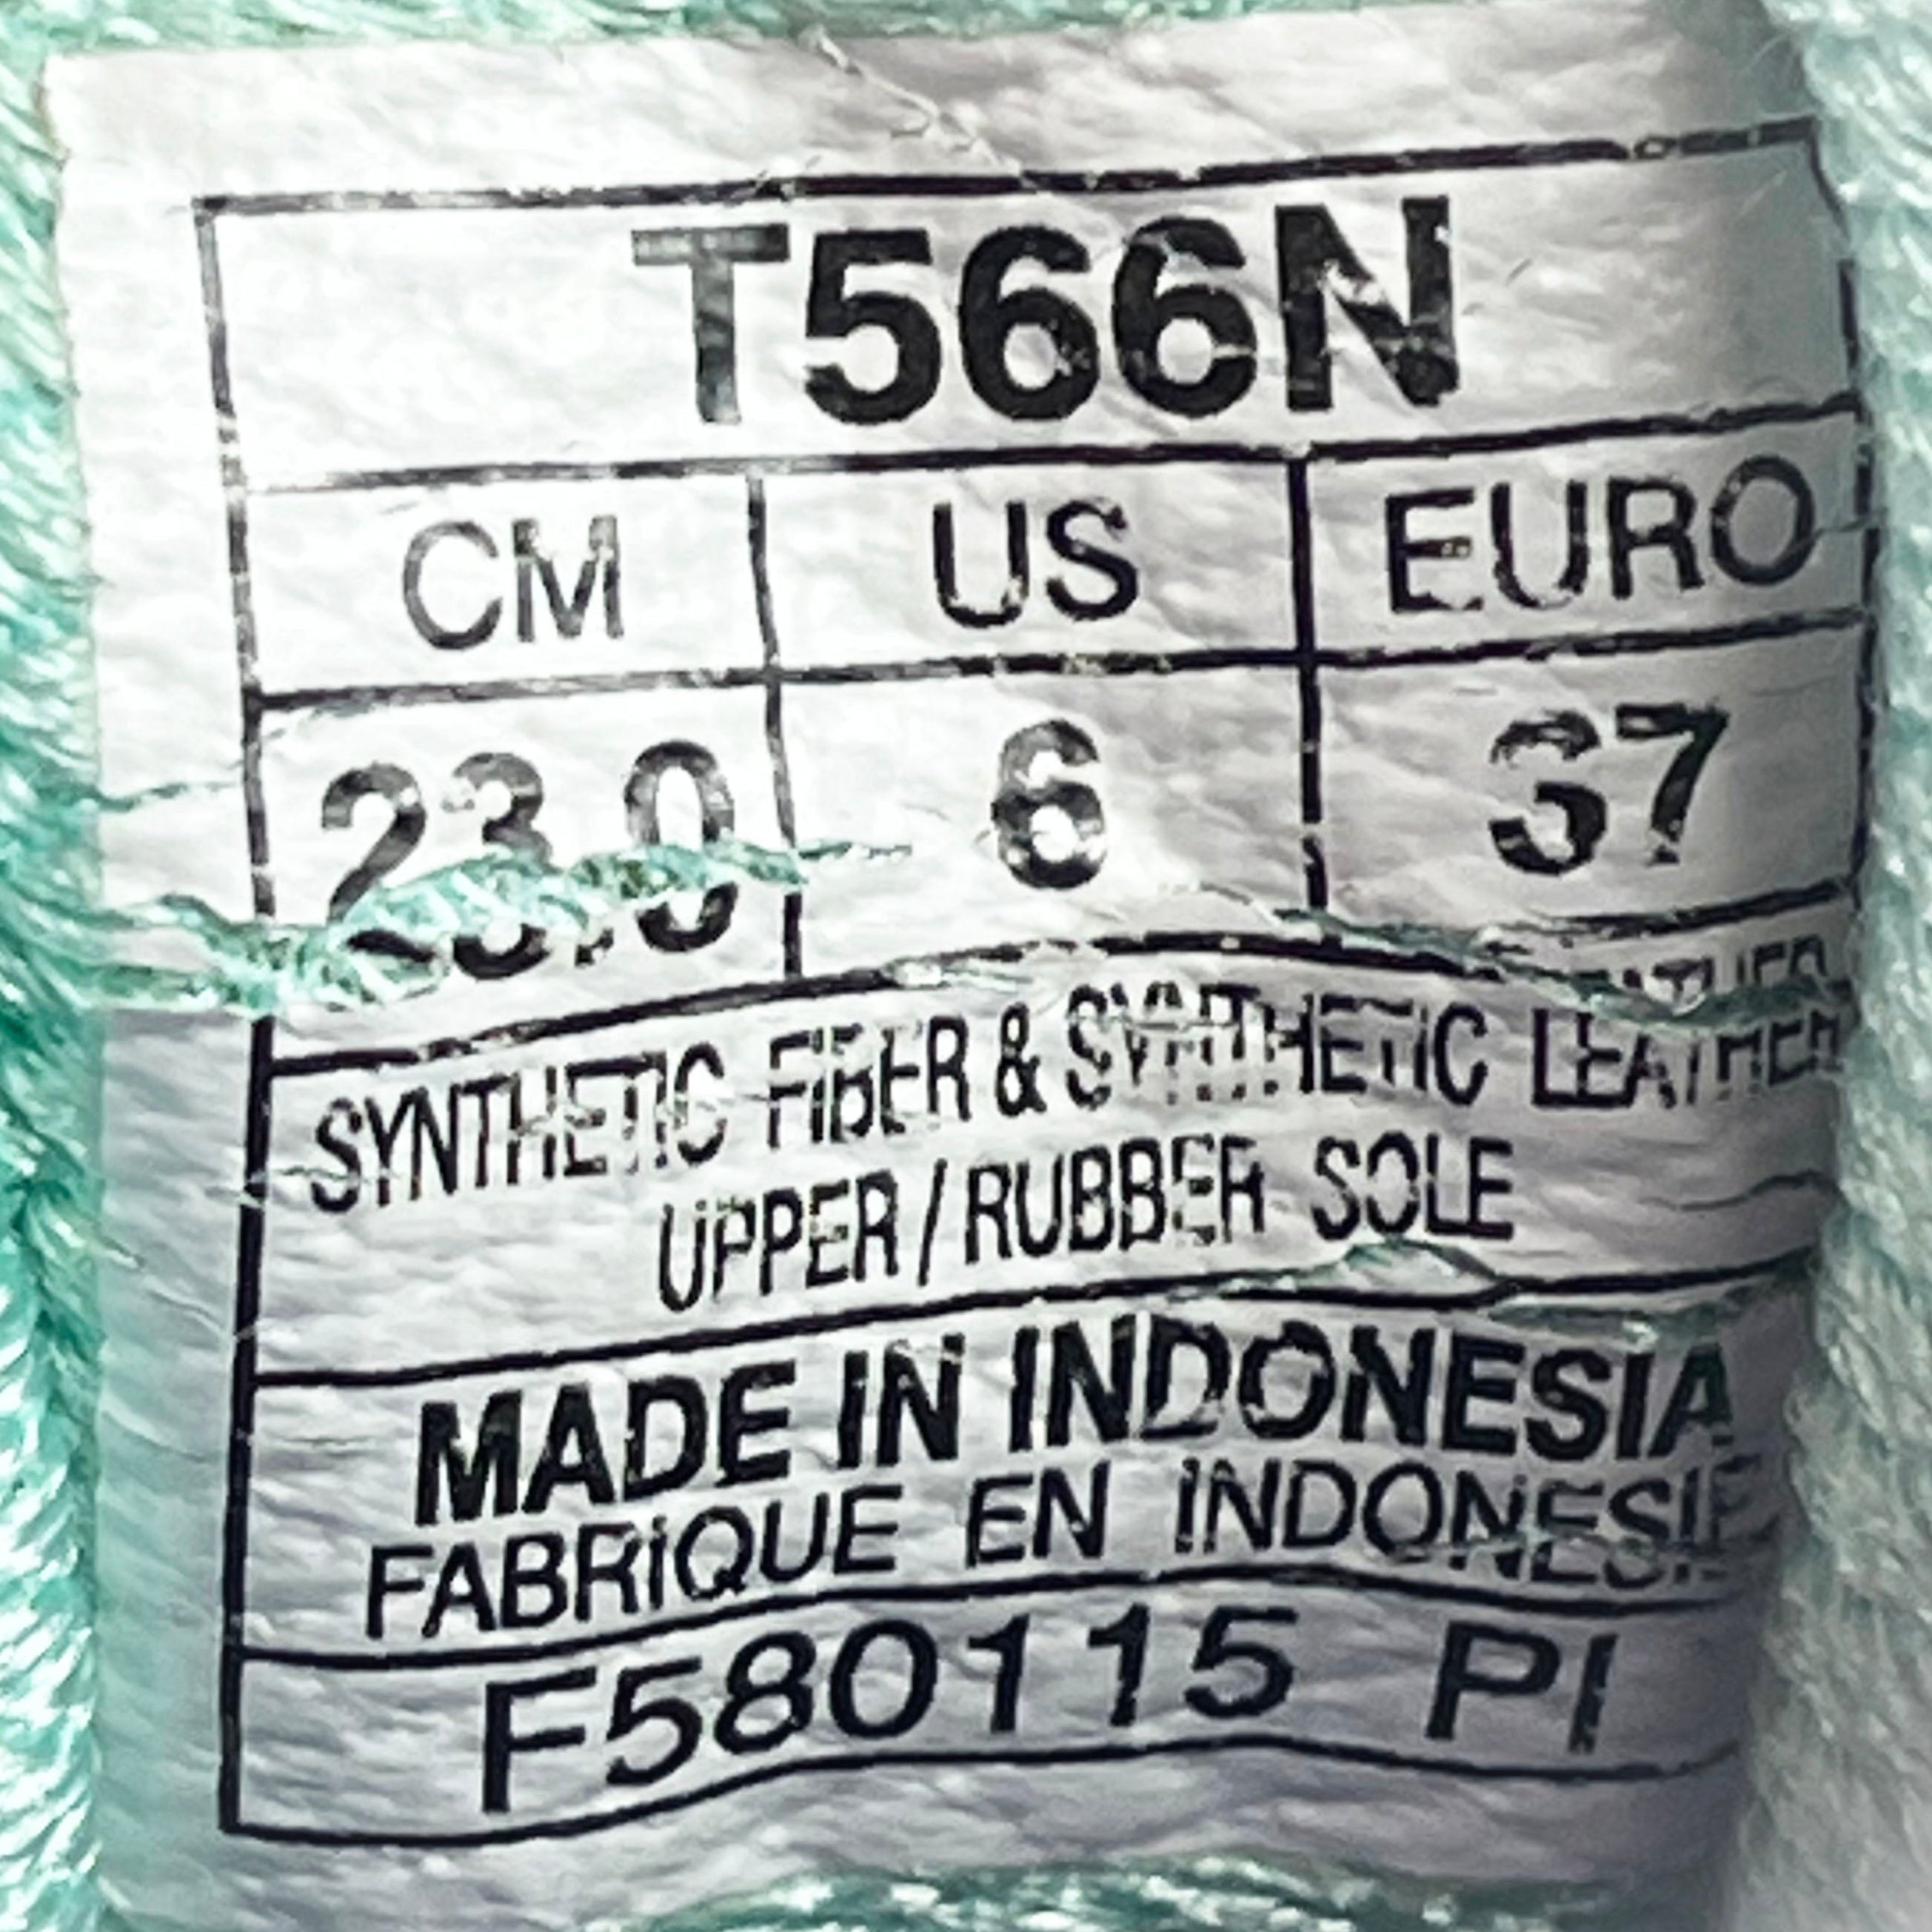 T566N
CM US EURO
23.0 6 37
SYNTHETIC FIBER & SYNTHETIC LEATHER
UPPER / RUBBER SOLE
MADE IN INDONESIA
FABRIQUE EN INDONESIE
F580115 PI